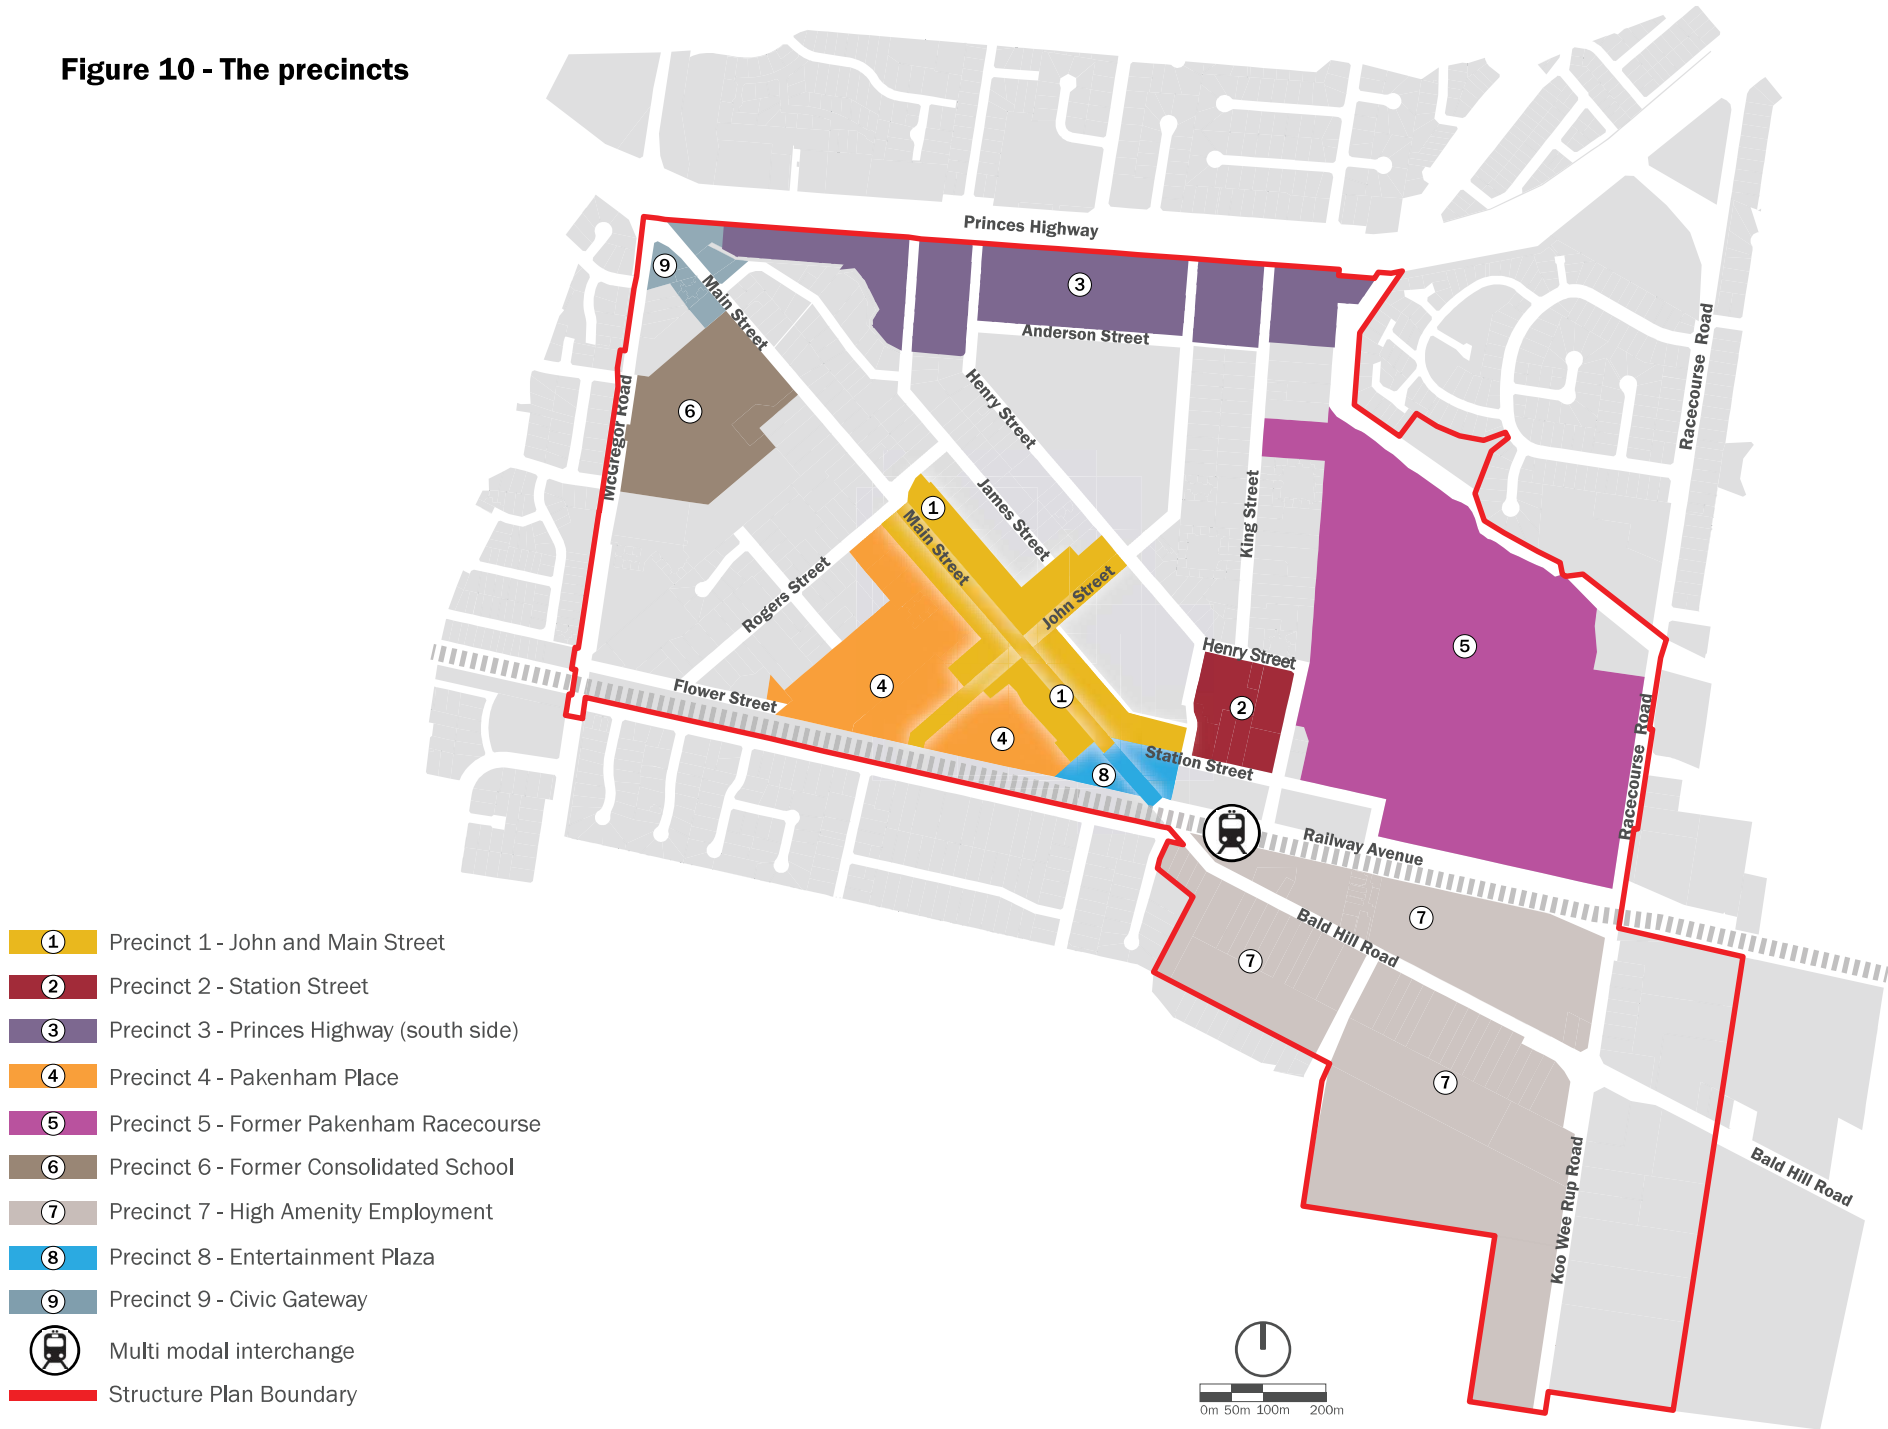 Figure 10 - The precincts
Princes Highway
9
3
Main Street
Anderson Street
Racecourse Road
6
McGregor Road
Henry Street
1
Main Street
James Street
King Street
John Street
Rogers Street
5
Henry Street
4
Flower Street
1
2
4
8
Station Street
Racecourse Road
Railway Avenue
7
Bald Hill Road
7
7
Koo Wee Rup Road
Bald Hill Road
1 Precinct 1 - John and Main Street
2 Precinct 2 - Station Street
3 Precinct 3 - Princes Highway (south side)
4 Precinct 4 - Pakenham Place
5 Precinct 5 - Former Pakenham Racecourse
6 Precinct 6 - Former Consolidated School
7 Precinct 7 - High Amenity Employment
8 Precinct 8 - Entertainment Plaza
9 Precinct 9 - Civic Gateway
Multi modal interchange
Structure Plan Boundary
0m 50m 100m 200m